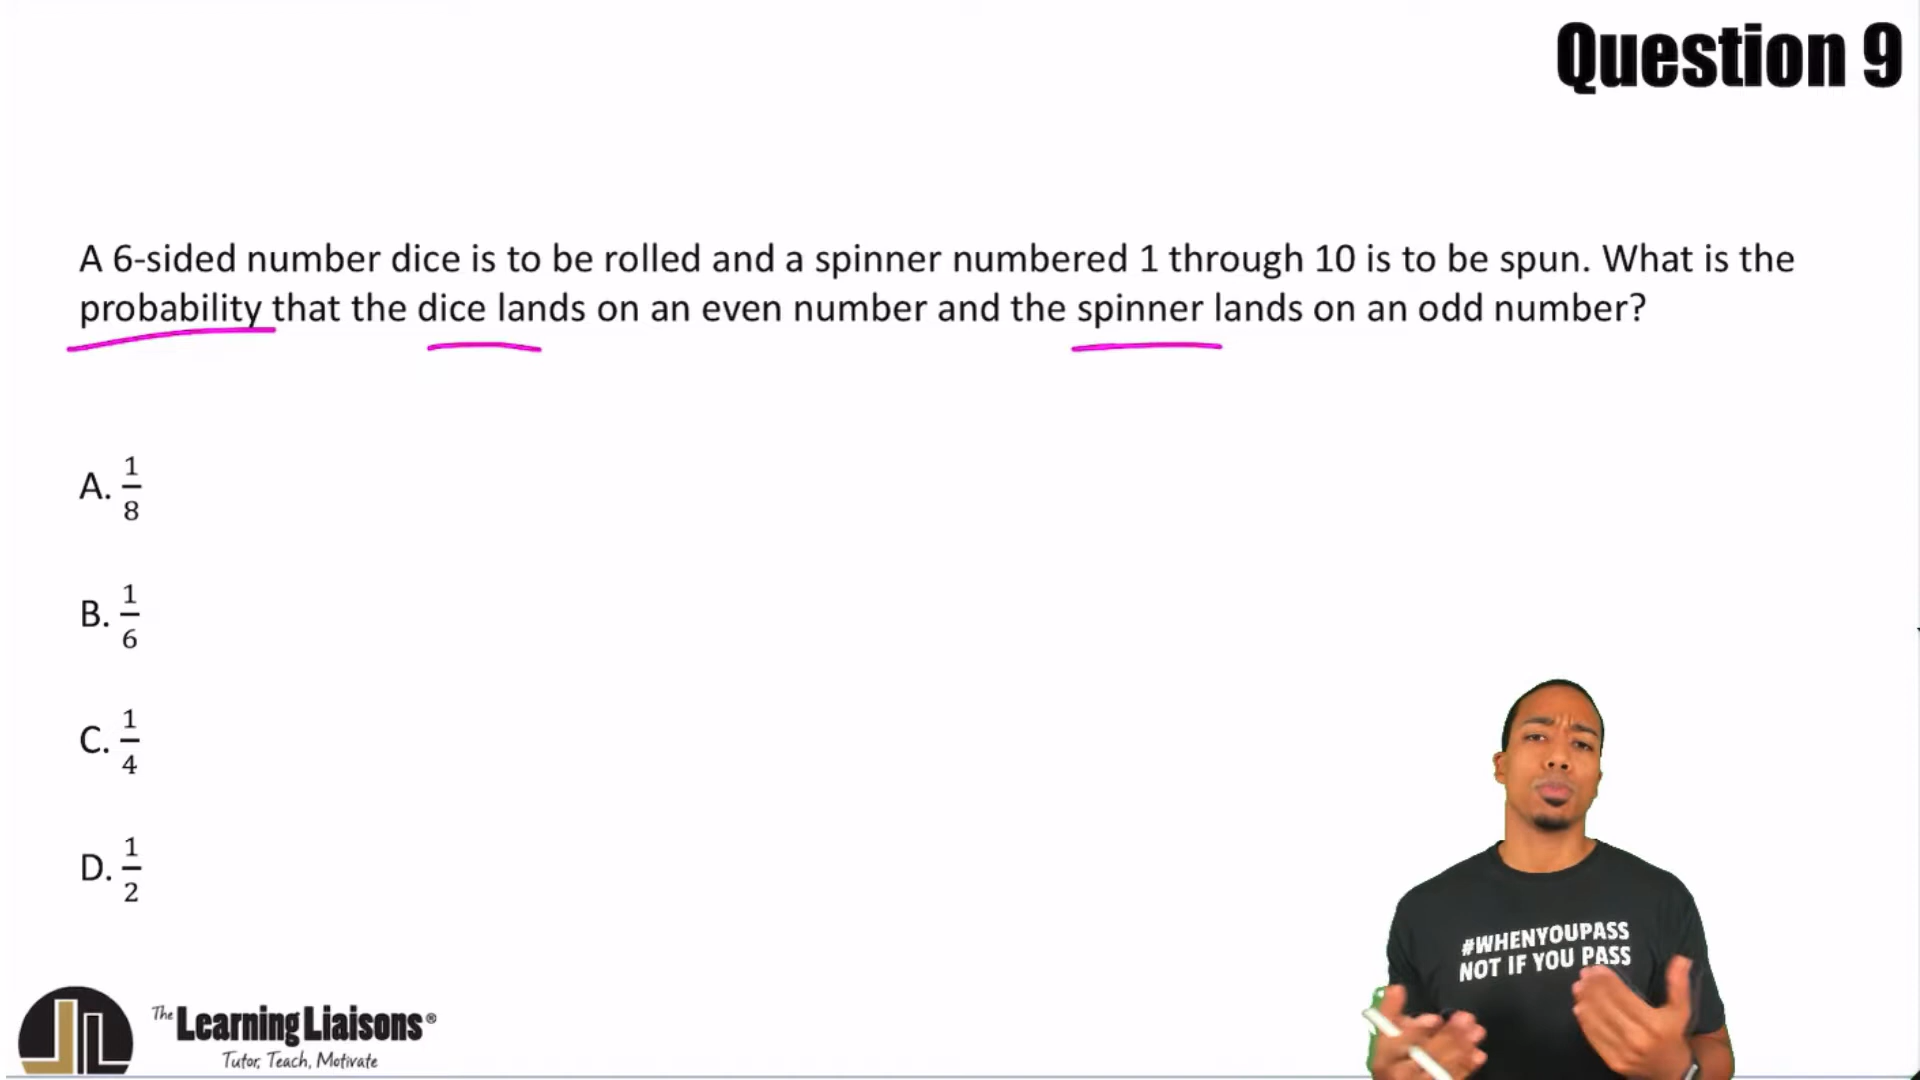 Question 9
A 6-sided number dice is to be rolled and a spinner numbered 1 through 10 is to be spun. What is the
probability that the dice lands on an even number and the spinner lands on an odd number?
A. 1/8
B. 1/6
C. 1/4
D. 1/2
#WHENYOUPASS
NOT IF YOU PASS
The Learning Liaisons®
Tutor, Teach, Motivate